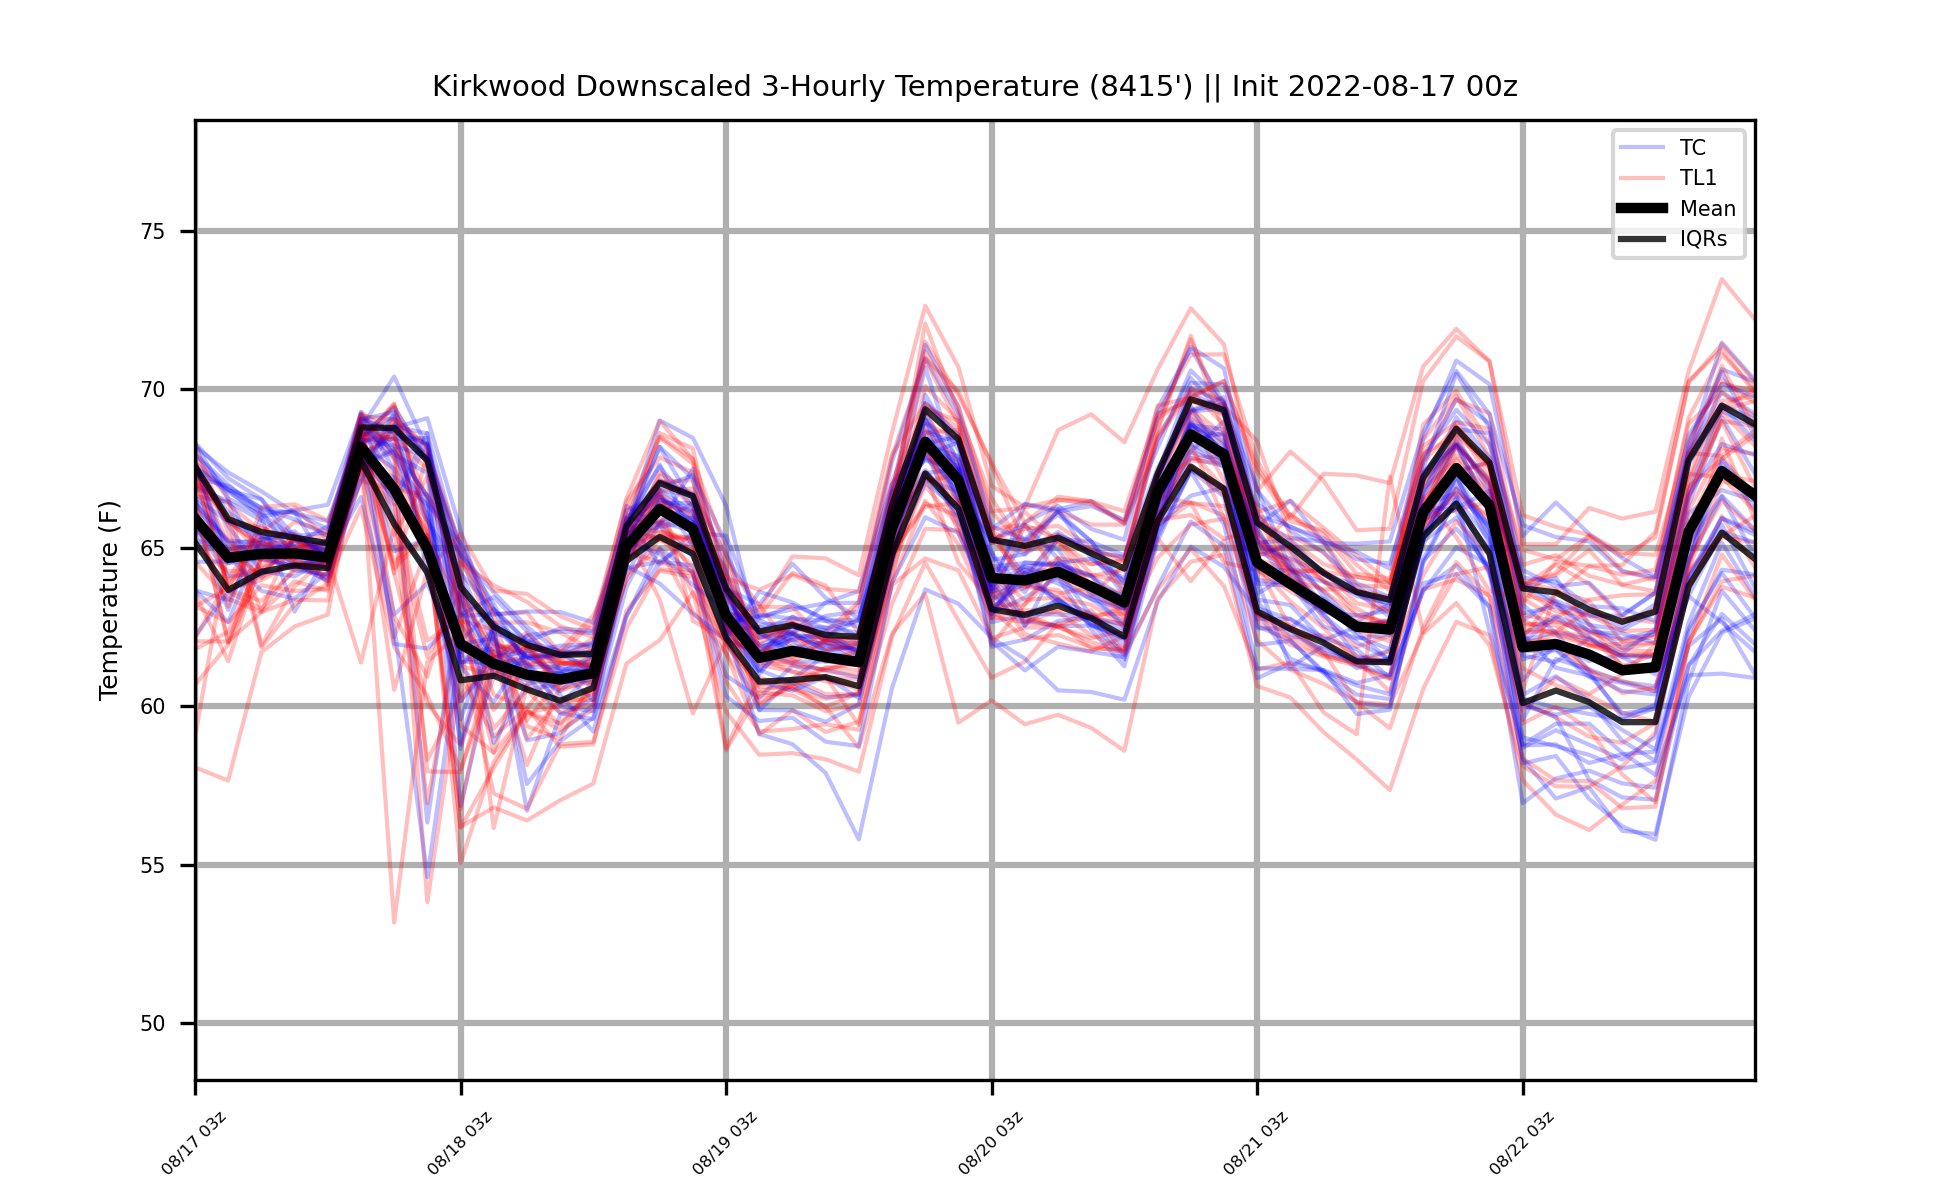 Kirkwood Downscaled 3-Hourly Temperature (8415') || Init 2022-08-17 00z
TC
TL1
Mean
IQRs
Temperature (F)
75
70
65
60
55
50
08/17 03z
08/18 03z
08/19 03z
08/20 03z
08/21 03z
08/22 03z